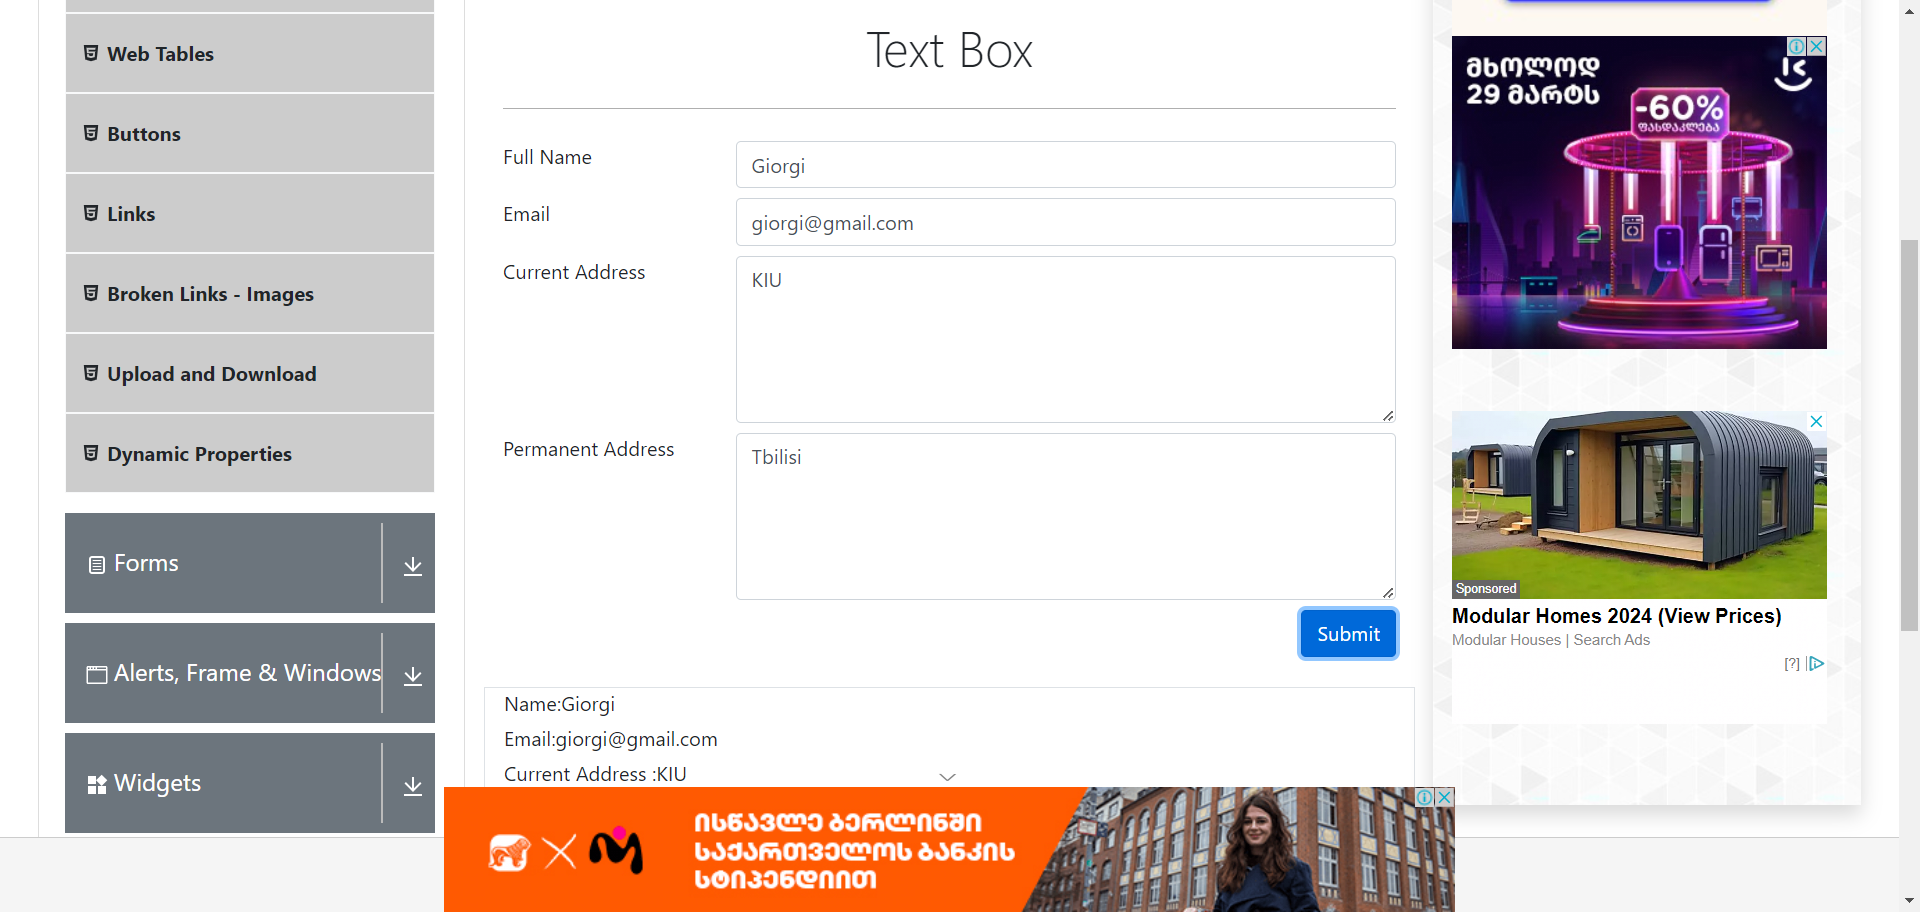 Web Tables
Buttons
Links
Broken Links - Images
Upload and Download
Dynamic Properties
Forms
Alerts, Frame & Windows
Widgets
Text Box
Full Name
Giorgi
Email
giorgi@gmail.com
Current Address
KIU
Permanent Address
Tbilisi
Submit
Name:Giorgi
Email:giorgi@gmail.com
Current Address :KIU
მხოლოდ
29 მარტს
-60%
ფასდაკლება
Sponsored
Modular Homes 2024 (View Prices)
Modular Houses | Search Ads
[?]
ისწავლე ბერლინში
საქართველოს ბანკის
სტიპენდიით